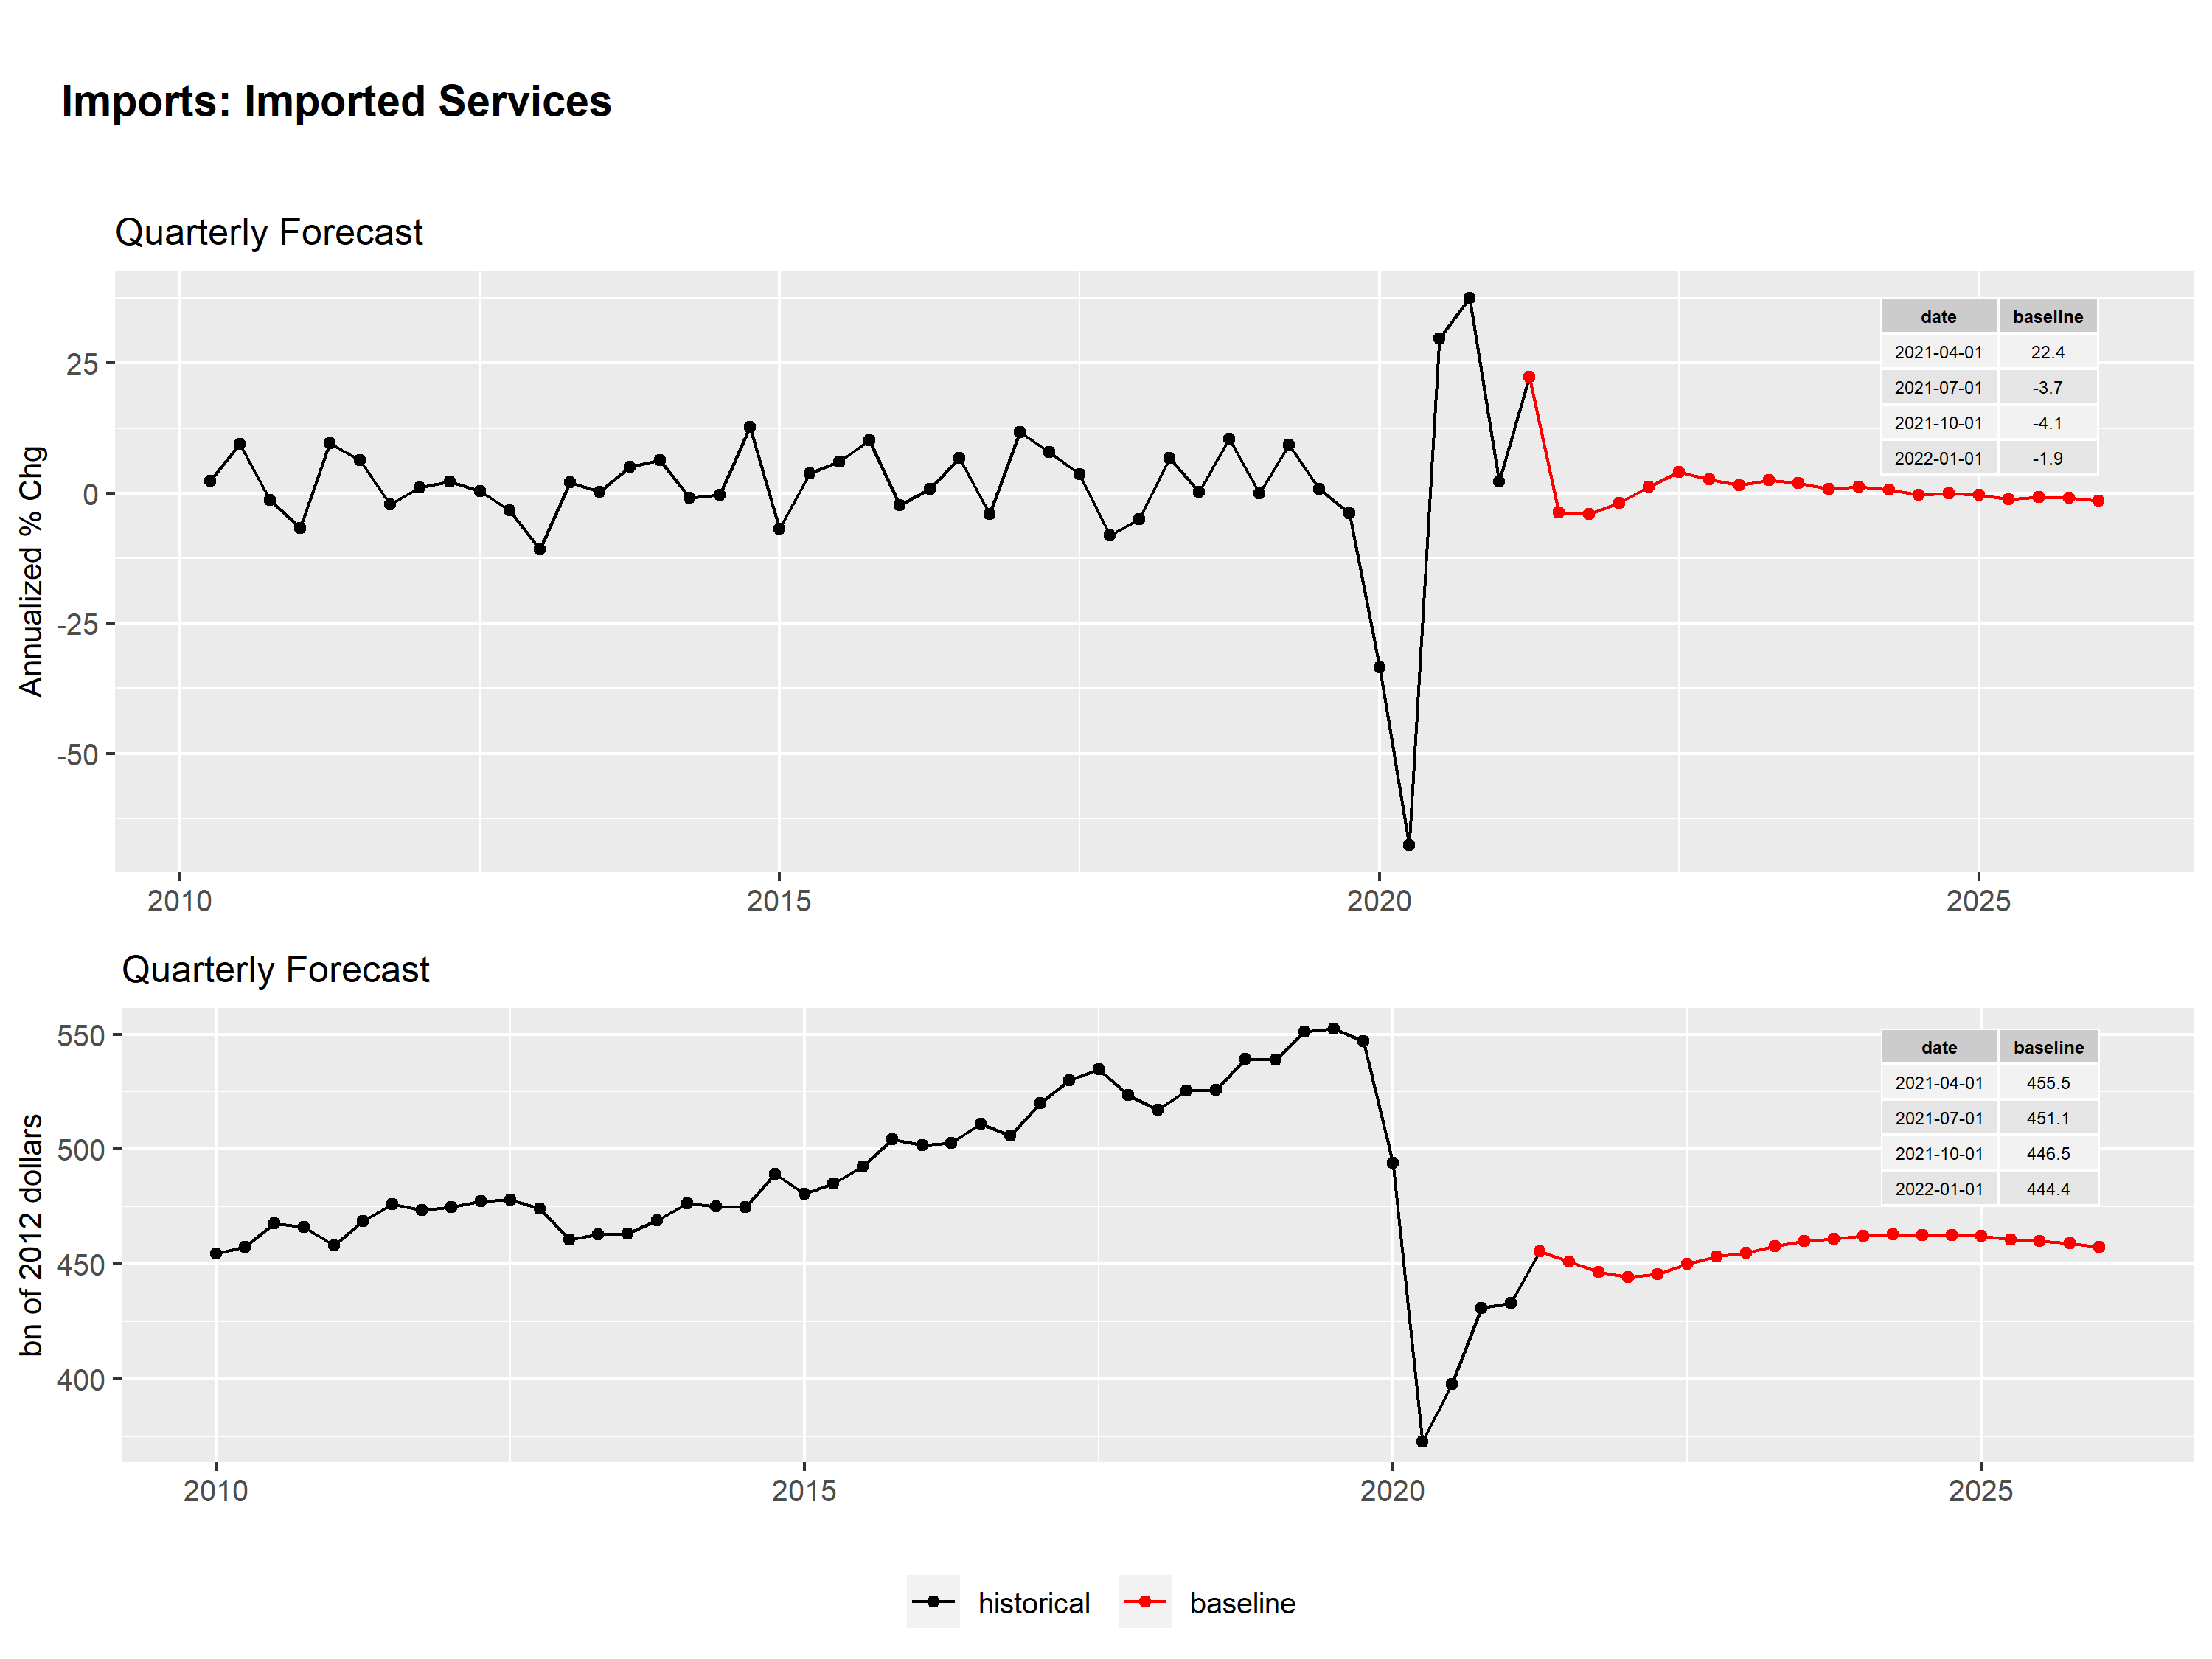 Imports: Imported Services
Quarterly Forecast
Annualized % Chg
25
0
-25
-50
date baseline
2021-04-01 22.4
2021-07-01 -3.7
2021-10-01 -4.1
2022-01-01 -1.9
2010 2015 2020 2025
Quarterly Forecast
bn of 2012 dollars
550
500
450
400
date baseline
2021-04-01 455.5
2021-07-01 451.1
2021-10-01 446.5
2022-01-01 444.4
2010 2015 2020 2025
historical baseline